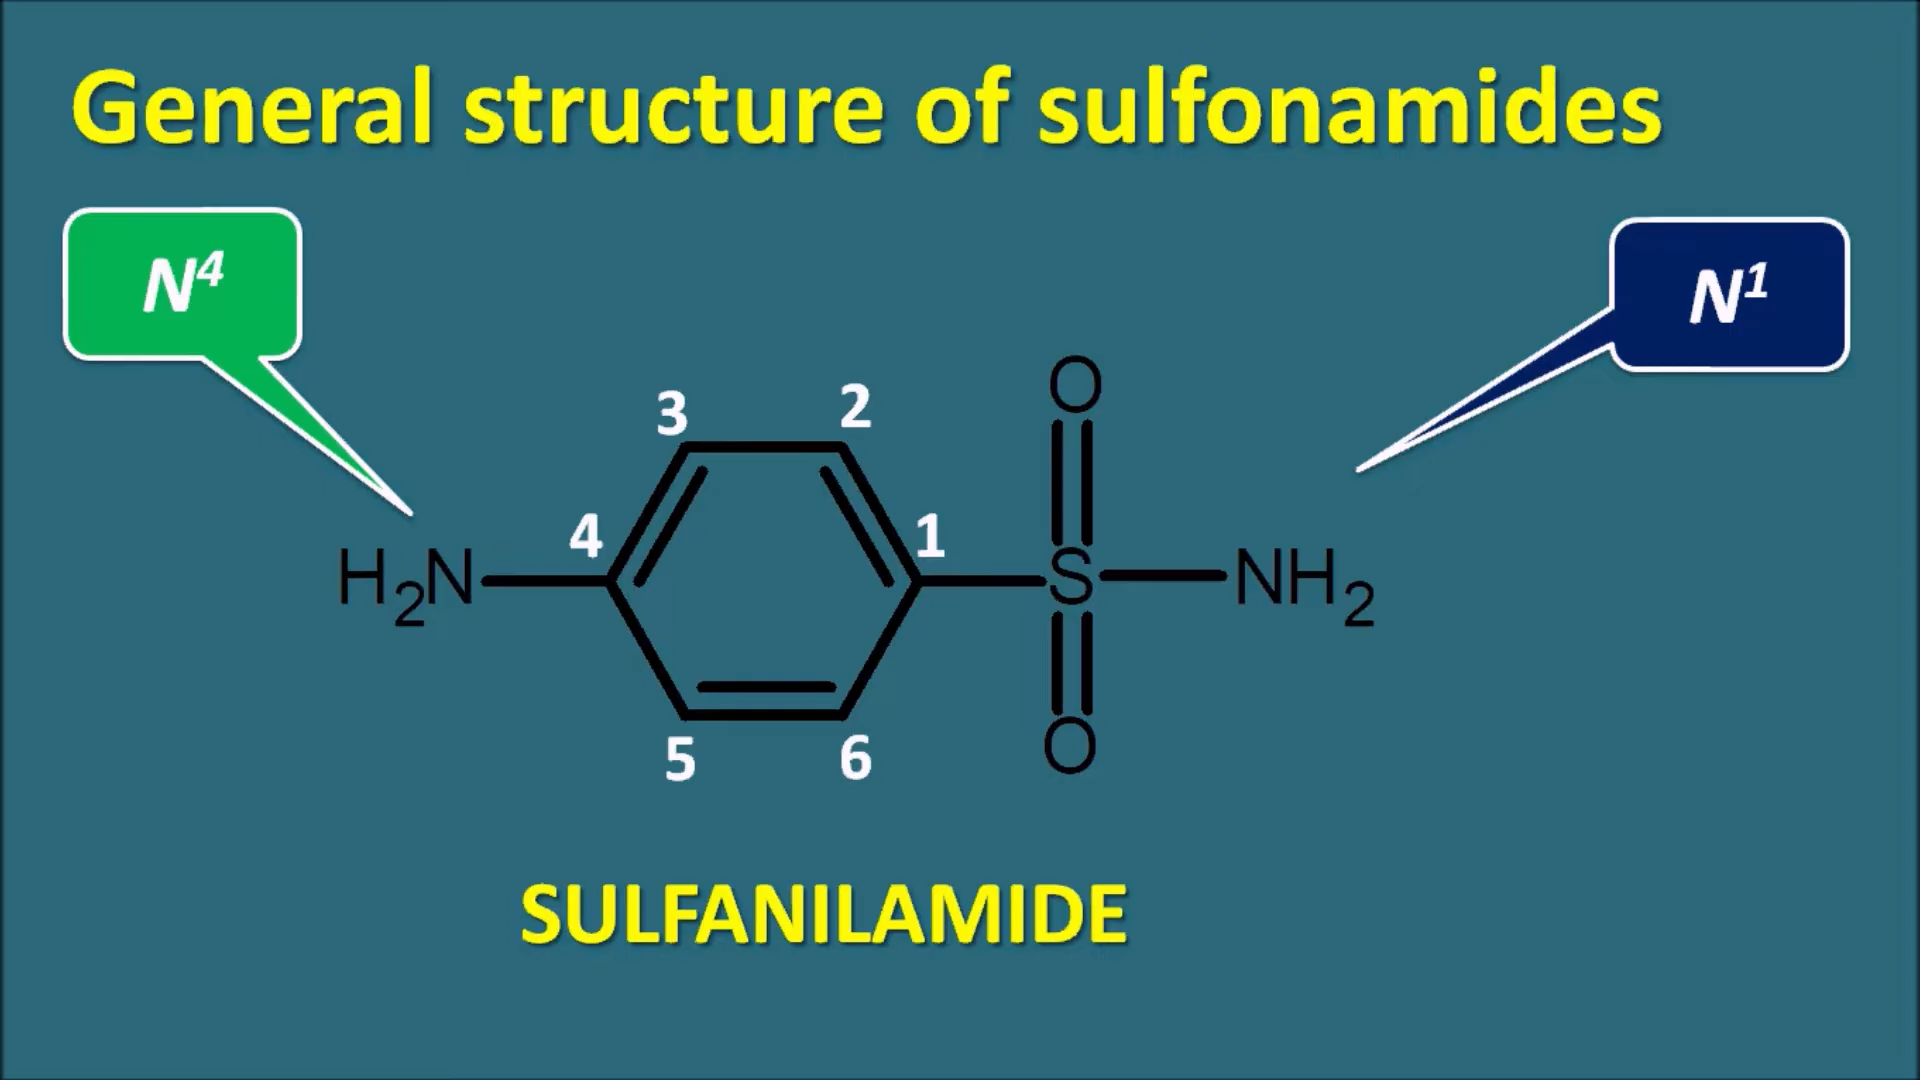 General structure of sulfonamides
N⁴
N¹
O
3
2
4
1
H₂N
S
NH₂
O
5
6
SULFANILAMIDE